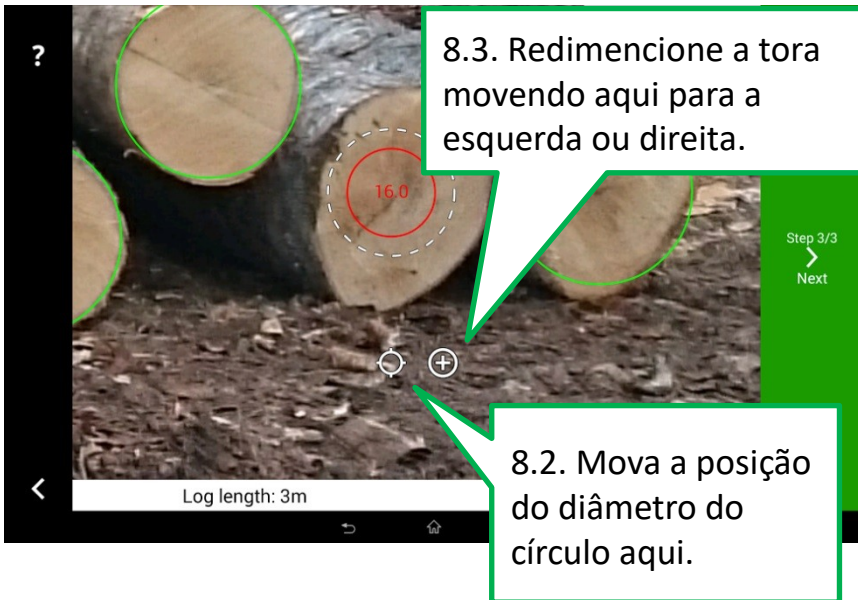 ?
8.3. Redimencione a tora
movendo aqui para a
esquerda ou direita.
16.0
Step 3/3
Next
8.2. Mova a posição
do diâmetro do
círculo aqui.
Log length: 3m